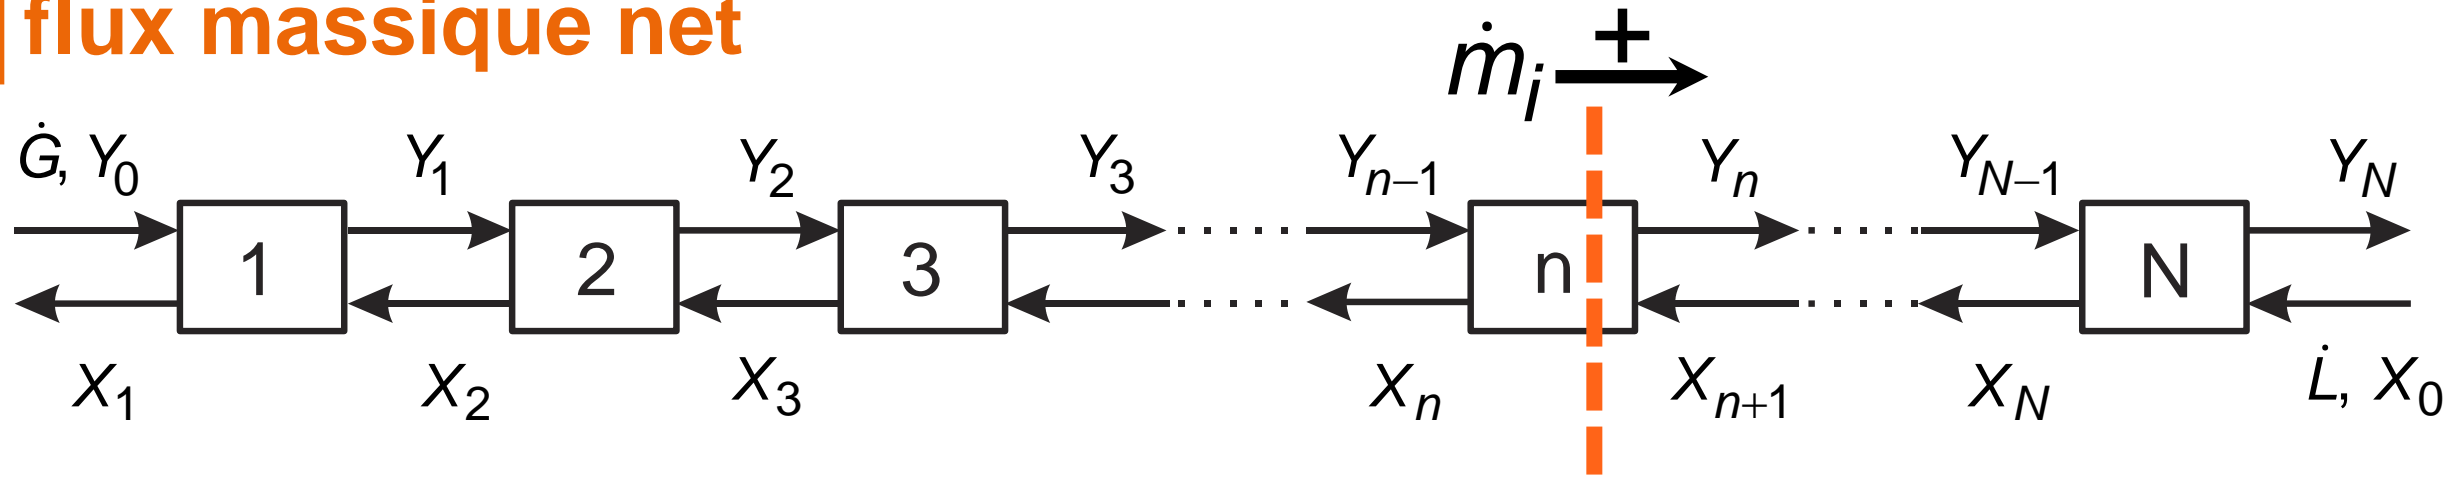 flux massique net
ṁi +
Ġ, Y0 Y1 Y2 Y3 Yn−1 Yn YN−1 YN
1 2 3 n N
X1 X2 X3 Xn Xn+1 XN L̇, X0